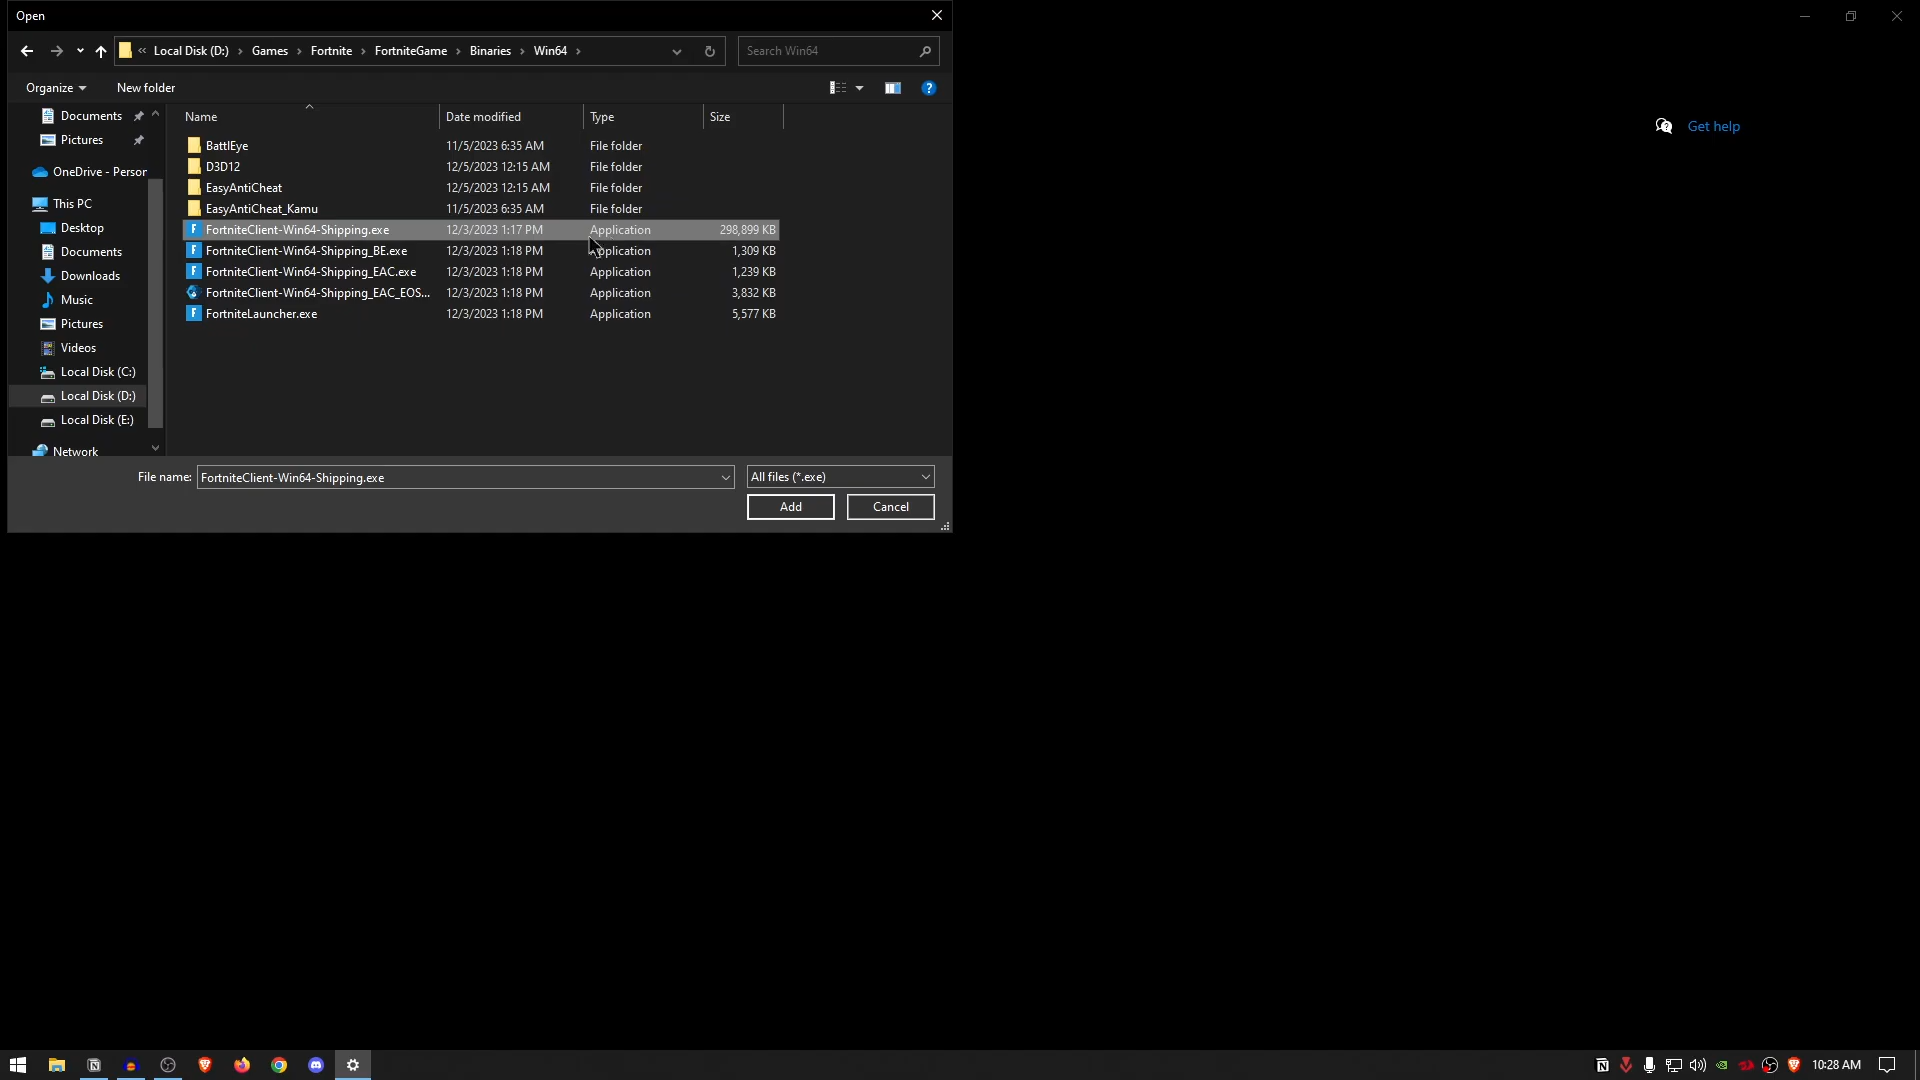 Open
« Local Disk (D:) › Games › Fortnite › FortniteGame › Binaries › Win64 ›
Search Win64
Organize
New folder
Documents
Pictures
OneDrive - Person
This PC
Desktop
Documents
Downloads
Music
Pictures
Videos
Local Disk (C:)
Local Disk (D:)
Local Disk (E:)
Network
Name Date modified Type Size
BattlEye 11/5/2023 6:35 AM File folder
D3D12 12/5/2023 12:15 AM File folder
EasyAntiCheat 12/5/2023 12:15 AM File folder
EasyAntiCheat_Kamu 11/5/2023 6:35 AM File folder
FortniteClient-Win64-Shipping.exe 12/3/2023 1:17 PM Application 298,899 KB
FortniteClient-Win64-Shipping_BE.exe 12/3/2023 1:18 PM Application 1,309 KB
FortniteClient-Win64-Shipping_EAC.exe 12/3/2023 1:18 PM Application 1,239 KB
FortniteClient-Win64-Shipping_EAC_EOS... 12/3/2023 1:18 PM Application 3,832 KB
FortniteLauncher.exe 12/3/2023 1:18 PM Application 5,577 KB
File name: FortniteClient-Win64-Shipping.exe
All files (*.exe)
Add
Cancel
Get help
10:28 AM